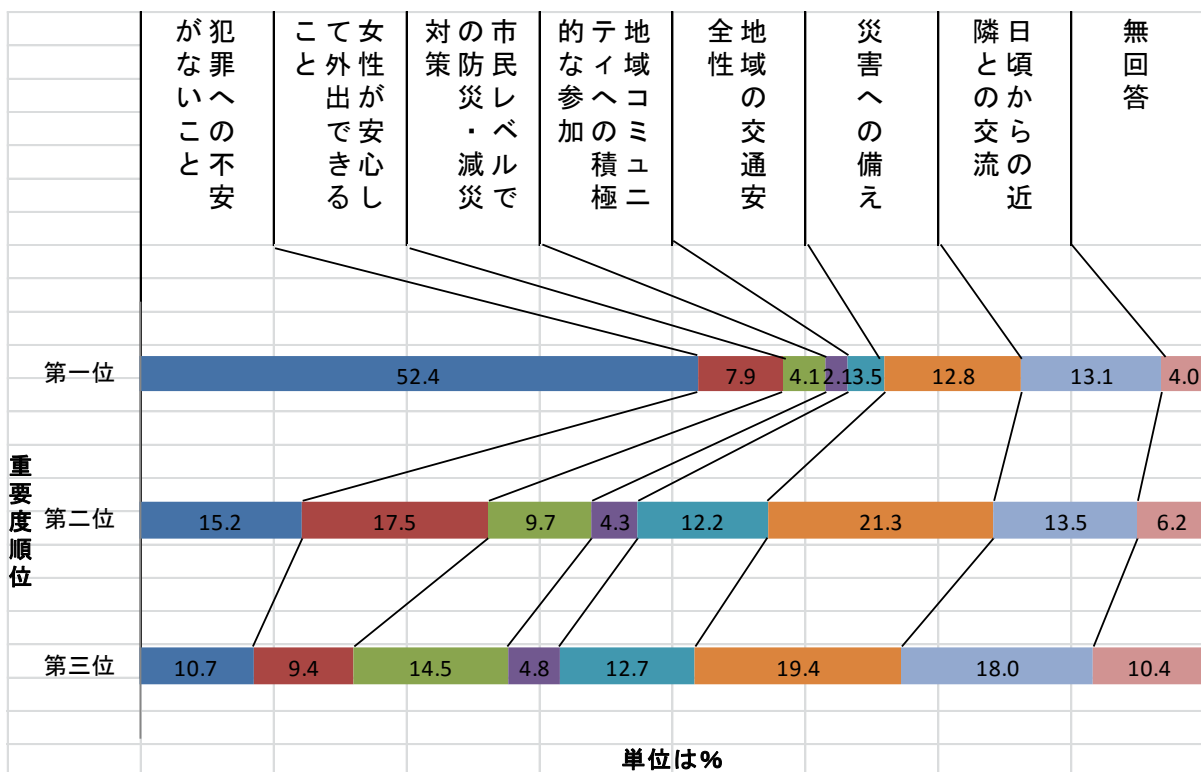 犯罪への不安
がないこと
女性が安心し
て外出できる
こと
市民レベルで
の防災・減災
対策
地域コミュニ
ティへの積極
的な参加
地域の交通安
全性
災害への備え
日頃からの近
隣との交流
無回答
重要度順位
第一位
52.4
7.9
4.1
2.1
3.5
12.8
13.1
4.0
第二位
15.2
17.5
9.7
4.3
12.2
21.3
13.5
6.2
第三位
10.7
9.4
14.5
4.8
12.7
19.4
18.0
10.4
単位は%